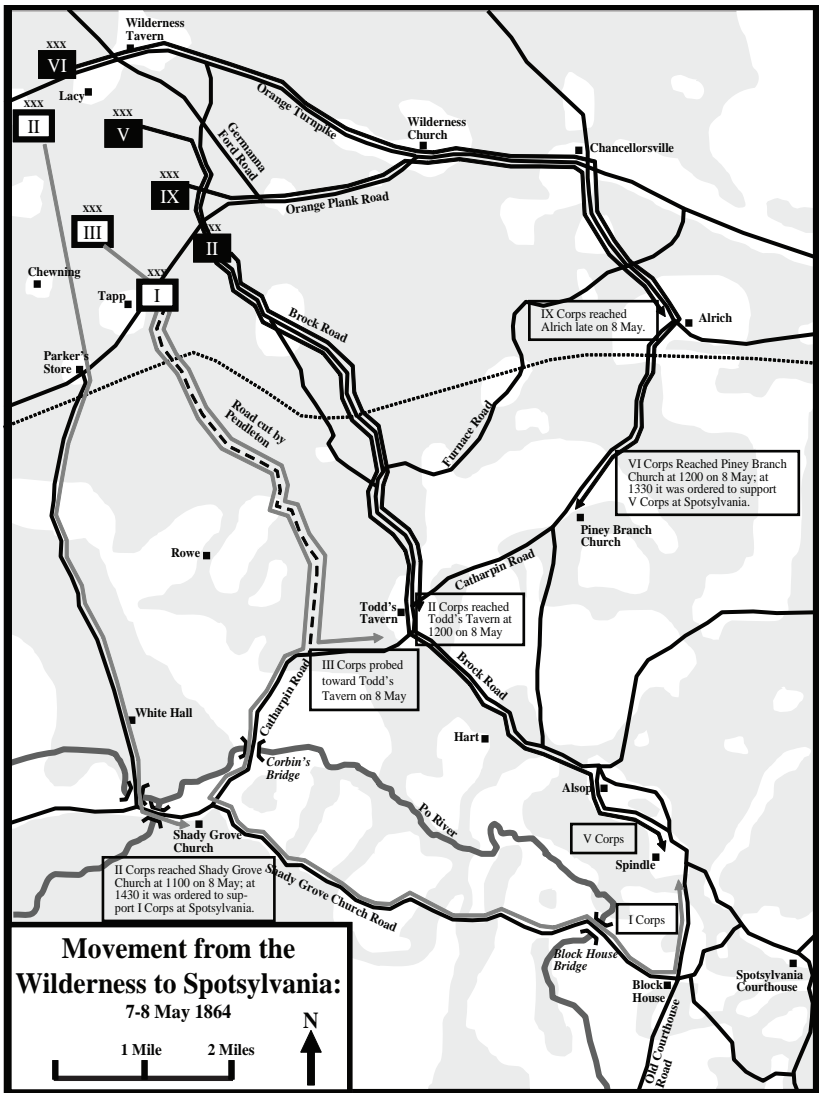 Wilderness
Tavern
xxx
VI
xxx
II
Lacy
xxx
V
Orange Turnpike
Germanna
Ford Road
Wilderness
Church
Chancellorsville
xxx
IX
Orange Plank Road
xxx
III
xx
II
Chewning
xxx
I
Tapp
Brock Road
IX Corps reached
Alrich late on 8 May.
Alrich
Parker's
Store
Road cut by
Pendleton
Furnace Road
VI Corps Reached Piney Branch
Church at 1200 on 8 May; at
1330 it was ordered to support
V Corps at Spotsylvania.
Piney Branch
Church
Rowe
Catharpin Road
Todd's
Tavern
II Corps reached
Todd's Tavern at
1200 on 8 May
III Corps probed
toward Todd's
Tavern on 8 May
Brock Road
Catharpin Road
White Hall
Hart
Corbin's
Bridge
Alsop
Po River
V Corps
Spindle
Shady Grove
Church
II Corps reached Shady Grove
Church at 1100 on 8 May; at
1430 it was ordered to sup-
port I Corps at Spotsylvania.
Shady Grove Church Road
I Corps
Block House
Bridge
Block
House
Spotsylvania
Courthouse
Old Courthouse
Road
Movement from the
Wilderness to Spotsylvania:
7-8 May 1864
N
1 Mile
2 Miles